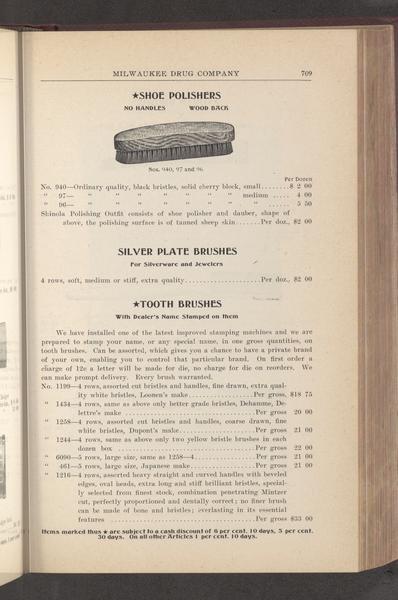 MILWAUKEE DRUG COMPANY 709
★SHOE POLISHERS
NO HANDLES WOOD BACK
Nos. 940, 97 and 96
Per Dozen
No. 940—Ordinary quality, black bristles, solid cherry block, small........$ 2 00
" 97— " " " " " " medium ..... 4 00
" 96— " " " " " " " ...... 5 50
Shinola Polishing Outfit consists of shoe polisher and dauber, shape of
above, the polishing surface is of tanned sheep skin.......Per doz., $2 00
SILVER PLATE BRUSHES
For Silverware and Jewelers
4 rows, soft, medium or stiff, extra quality......................Per doz., $2 00
★TOOTH BRUSHES
With Dealer's Name Stamped on them
We have installed one of the latest improved stamping machines and we are
prepared to stamp your name, or any special name, in one gross quantities, on
tooth brushes. Can be assorted, which gives you a chance to have a private brand
of your own, enabling you to control that particular brand. On first order a
charge of 12c a letter will be made for die, no charge for die on reorders. We
can make prompt delivery. Every brush warranted.
No. 1199—4 rows, assorted cut bristles and handles, fine drawn, extra qual-
ity white bristles, Loonen's make...................Per gross, $18 75
" 1434—4 rows, same as above only better grade bristles, Dehamme, De-
lettre's make ......................................Per gross 20 00
" 1258—4 rows, assorted cut bristles and handles, coarse drawn, fine
white bristles, Dupont's make.......................Per gross 21 00
" 1244—4 rows, same as above only two yellow bristle brushes in each
dozen box .........................................Per gross 22 00
" 6090—5 rows, large size, same as 1258—4..................Per gross 21 00
" 461—5 rows, large size, Japanese make...................Per gross 21 00
" 1216—4 rows, assorted heavy straight and curved handles with beveled
edges, oval heads, extra long and stiff brilliant bristles, special-
ly selected from finest stock, combination penetrating Mintzer
cut, perfectly proportioned and dentally correct; no finer brush
can be made of bone and bristles; everlasting in its essential
features ..........................................Per gross $33 00
Items marked thus ★ are subject to a cash discount of 6 per cent. 10 days, 5 per cent.
30 days. On all other Articles 1 per cent. 10 days.